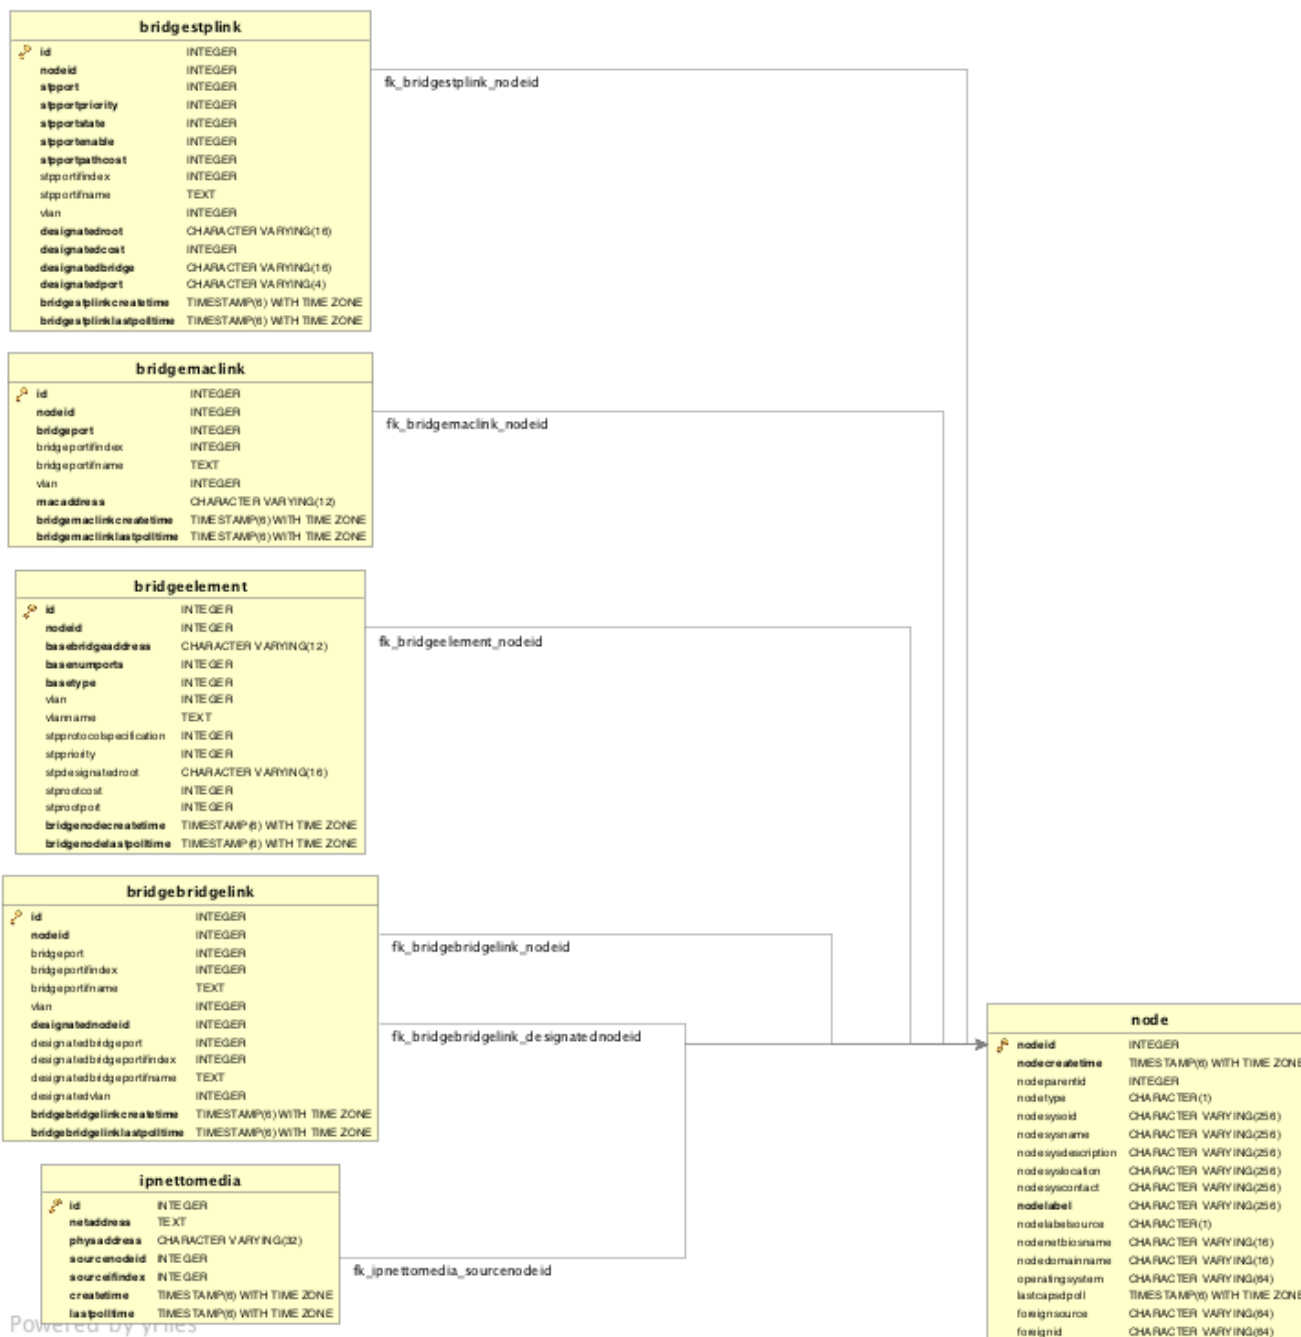 bridgestplink
id INTEGER
nodeid INTEGER
stpport INTEGER
stpportpriority INTEGER
stpportstate INTEGER
stpportenable INTEGER
stpportpathcost INTEGER
stpportifindex INTEGER
stpportifname TEXT
vlan INTEGER
designatedroot CHARACTER VARYING(16)
designatedcost INTEGER
designatedbridge CHARACTER VARYING(16)
designatedport CHARACTER VARYING(4)
bridgestplinkcreatetime TIMESTAMP(6) WITH TIME ZONE
bridgestplinklastpolltime TIMESTAMP(6) WITH TIME ZONE
fk_bridgestplink_nodeid
bridgemaclink
id INTEGER
nodeid INTEGER
bridgeport INTEGER
bridgeportifindex INTEGER
bridgeportifname TEXT
vlan INTEGER
macaddress CHARACTER VARYING(12)
bridgemaclinkcreatetime TIMESTAMP(6) WITH TIME ZONE
bridgemaclinklastpolltime TIMESTAMP(6) WITH TIME ZONE
fk_bridgemaclink_nodeid
bridgeelement
id INTEGER
nodeid INTEGER
basebridgeaddress CHARACTER VARYING(12)
basenumports INTEGER
basetype INTEGER
vlan INTEGER
vlanname TEXT
stpprotocolspecification INTEGER
stppriority INTEGER
stpdesignatedroot CHARACTER VARYING(16)
stprootcost INTEGER
stprootport INTEGER
bridgenodecreatetime TIMESTAMP(6) WITH TIME ZONE
bridgenodelastpolltime TIMESTAMP(6) WITH TIME ZONE
fk_bridgeelement_nodeid
bridgebridgelink
id INTEGER
nodeid INTEGER
bridgeport INTEGER
bridgeportifindex INTEGER
bridgeportifname TEXT
vlan INTEGER
designatednodeid INTEGER
designatedbridgeport INTEGER
designatedbridgeportifindex INTEGER
designatedbridgeportifname TEXT
designatedvlan INTEGER
bridgebridgelinkcreatetime TIMESTAMP(6) WITH TIME ZONE
bridgebridgelinklastpolltime TIMESTAMP(6) WITH TIME ZONE
fk_bridgebridgelink_nodeid
fk_bridgebridgelink_designatednodeid
ipnettomedia
id INTEGER
netaddress TEXT
physaddress CHARACTER VARYING(32)
sourcenodeid INTEGER
sourceifindex INTEGER
createtime TIMESTAMP(6) WITH TIME ZONE
lastpolltime TIMESTAMP(6) WITH TIME ZONE
fk_ipnettomedia_sourcenodeid
node
nodeid INTEGER
nodecreatetime TIMESTAMP(6) WITH TIME ZONE
nodeparentid INTEGER
nodetype CHARACTER(1)
nodesysoid CHARACTER VARYING(256)
nodesysname CHARACTER VARYING(256)
nodesysdescription CHARACTER VARYING(256)
nodesyslocation CHARACTER VARYING(256)
nodesyscontact CHARACTER VARYING(256)
nodelabel CHARACTER VARYING(256)
nodelabelsource CHARACTER(1)
nodenetbiosname CHARACTER VARYING(16)
nodedomainname CHARACTER VARYING(16)
operatingsystem CHARACTER VARYING(64)
lastcapsdpoll TIMESTAMP(6) WITH TIME ZONE
foreignsource CHARACTER VARYING(64)
foreignid CHARACTER VARYING(64)
Powered by yFiles